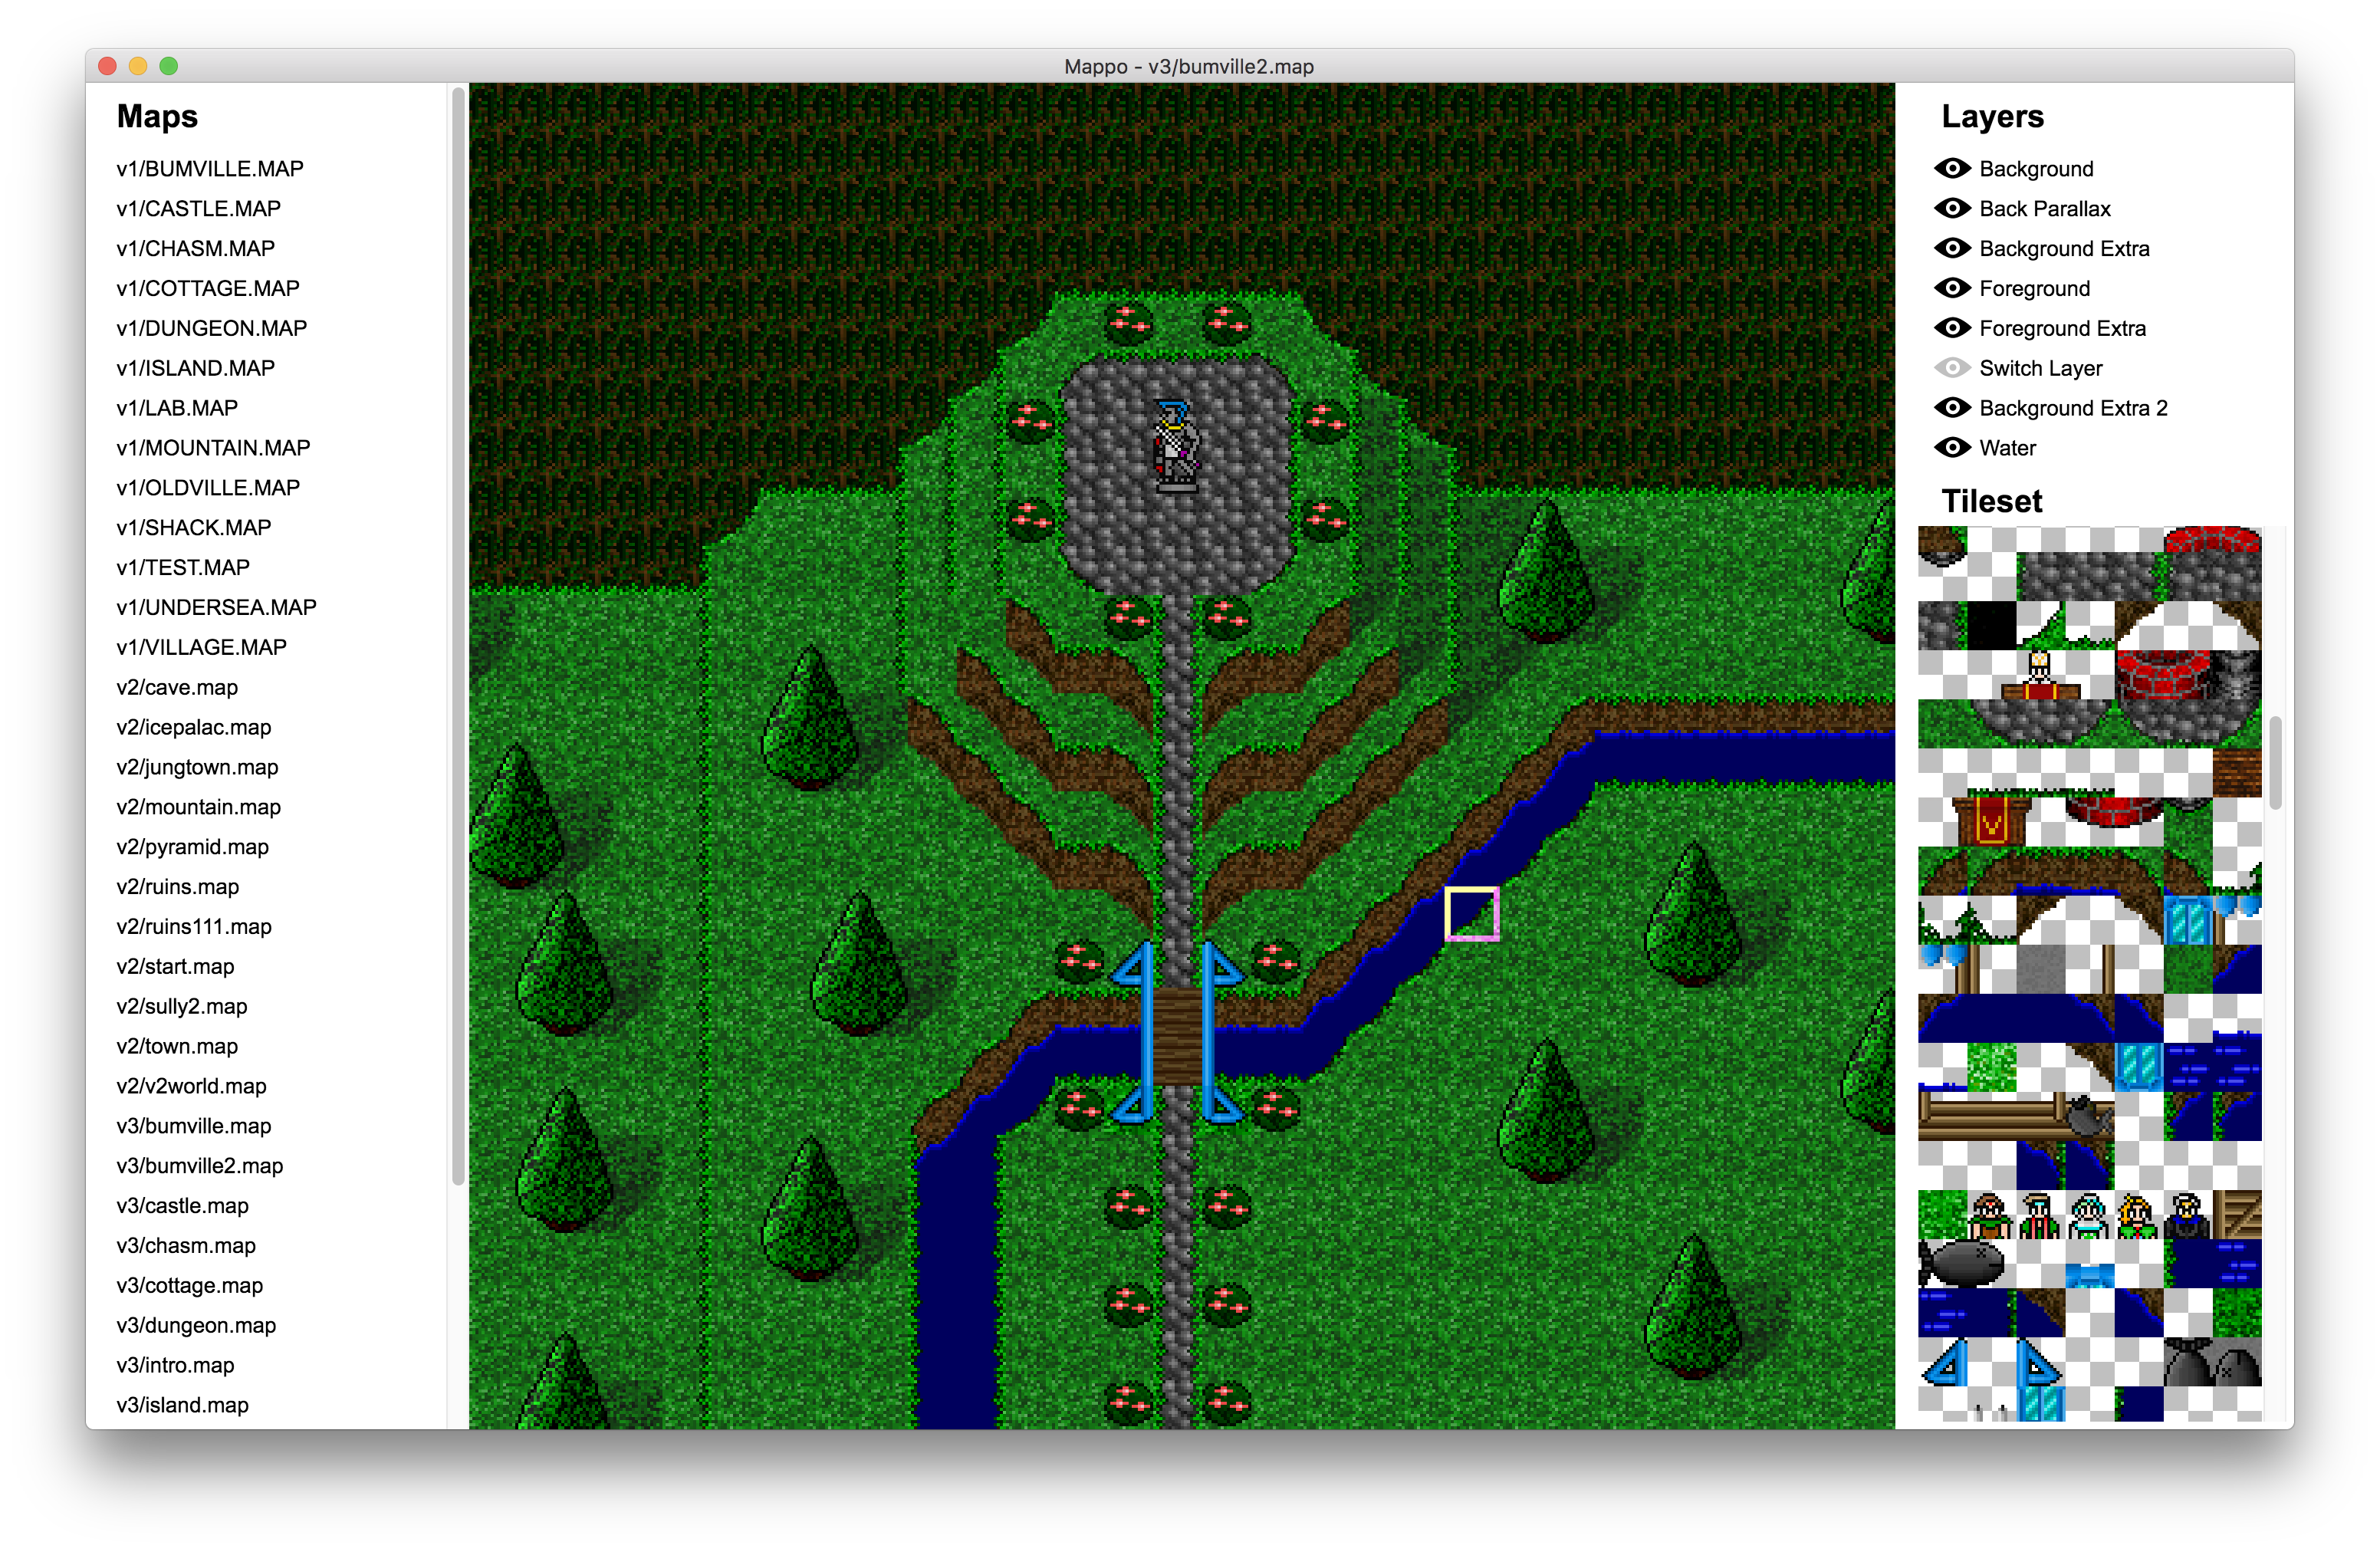 Mappo - v3/bumville2.map
Maps
v1/BUMVILLE.MAP
v1/CASTLE.MAP
v1/CHASM.MAP
v1/COTTAGE.MAP
v1/DUNGEON.MAP
v1/ISLAND.MAP
v1/LAB.MAP
v1/MOUNTAIN.MAP
v1/OLDVILLE.MAP
v1/SHACK.MAP
v1/TEST.MAP
v1/UNDERSEA.MAP
v1/VILLAGE.MAP
v2/cave.map
v2/icepalac.map
v2/jungtown.map
v2/mountain.map
v2/pyramid.map
v2/ruins.map
v2/ruins111.map
v2/start.map
v2/sully2.map
v2/town.map
v2/v2world.map
v3/bumville.map
v3/bumville2.map
v3/castle.map
v3/chasm.map
v3/cottage.map
v3/dungeon.map
v3/intro.map
v3/island.map
Layers
Background
Back Parallax
Background Extra
Foreground
Foreground Extra
Switch Layer
Background Extra 2
Water
Tileset